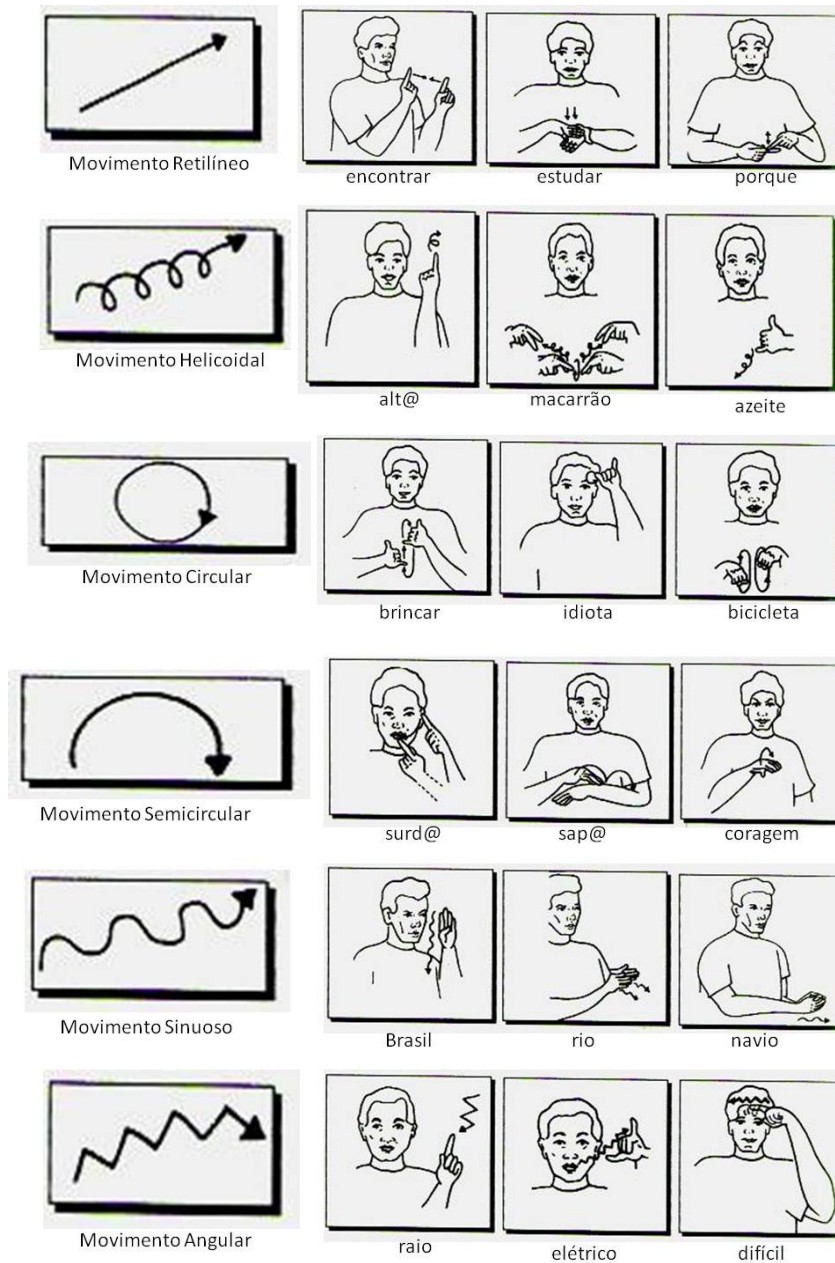 Movimento Retilíneo
encontrar
estudar
porque
Movimento Helicoidal
alt@
macarrão
azeite
Movimento Circular
brincar
idiota
bicicleta
Movimento Semicircular
surd@
sap@
coragem
Movimento Sinuoso
Brasil
rio
navio
Movimento Angular
raio
elétrico
difícil